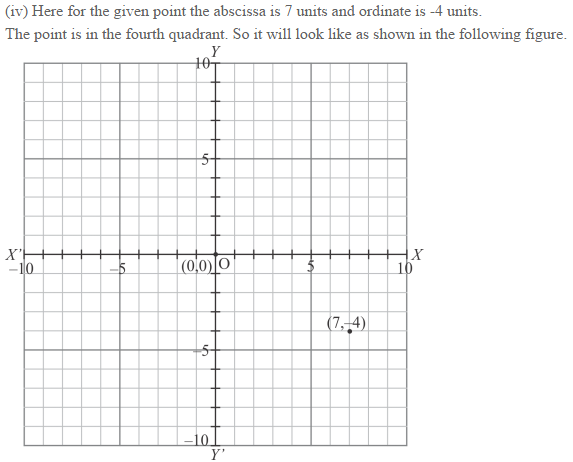 (iv) Here for the given point the abscissa is 7 units and ordinate is -4 units.
The point is in the fourth quadrant. So it will look like as shown in the following figure.
Y
10
5
X' X
−10 −5 (0,0) O 5 10
(7,−4)
−5
−10
Y'